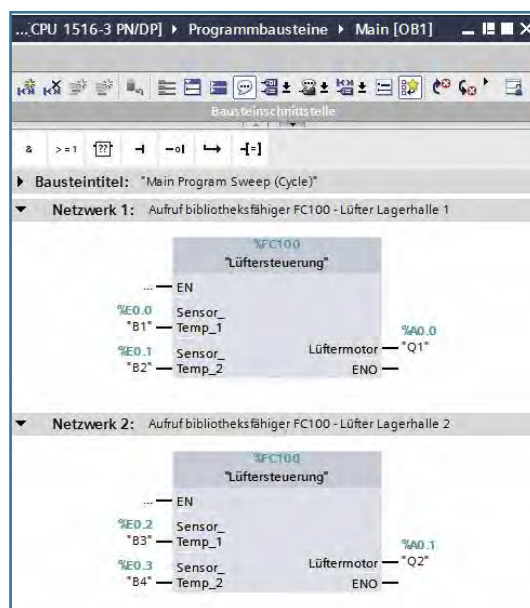 ...CPU 1516-3 PN/DP] ▸ Programmbausteine ▸ Main [OB1]
Bausteinschnittstelle
& >=1 [??] ⊣ -o| ↦ -[=]
Bausteintitel: "Main Program Sweep (Cycle)"
Netzwerk 1: Aufruf bibliotheksfähiger FC100 - Lüfter Lagerhalle 1
%FC100
"Lüftersteuerung"
... EN
%E0.0 Sensor_
"B1" Temp_1
%A0.0
%E0.1 Sensor_ Lüftermotor "Q1"
"B2" Temp_2 ENO
Netzwerk 2: Aufruf bibliotheksfähiger FC100 - Lüfter Lagerhalle 2
%FC100
"Lüftersteuerung"
... EN
%E0.2 Sensor_
"B3" Temp_1
%A0.1
%E0.3 Sensor_ Lüftermotor "Q2"
"B4" Temp_2 ENO